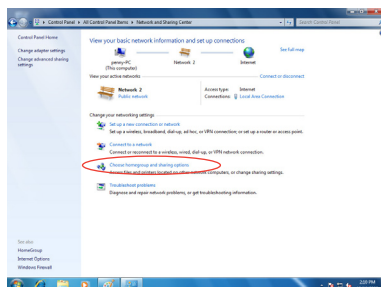 Control Panel
All Control Panel Items
Network and Sharing Center
Search Control Panel
Control Panel Home
Change adapter settings
Change advanced sharing
settings
View your basic network information and set up connections
See full map
penny-PC
(This computer)
Network 2
Internet
View your active networks
Connect or disconnect
Network 2
Public network
Access type: Internet
Connections: Local Area Connection
Change your networking settings
Set up a new connection or network
Set up a wireless, broadband, dial-up, ad hoc, or VPN connection; or set up a router or access point.
Connect to a network
Connect or reconnect to a wireless, wired, dial-up, or VPN network connection.
Choose homegroup and sharing options
Access files and printers located on other network computers, or change sharing settings.
Troubleshoot problems
Diagnose and repair network problems, or get troubleshooting information.
See also
HomeGroup
Internet Options
Windows Firewall
2:20 PM